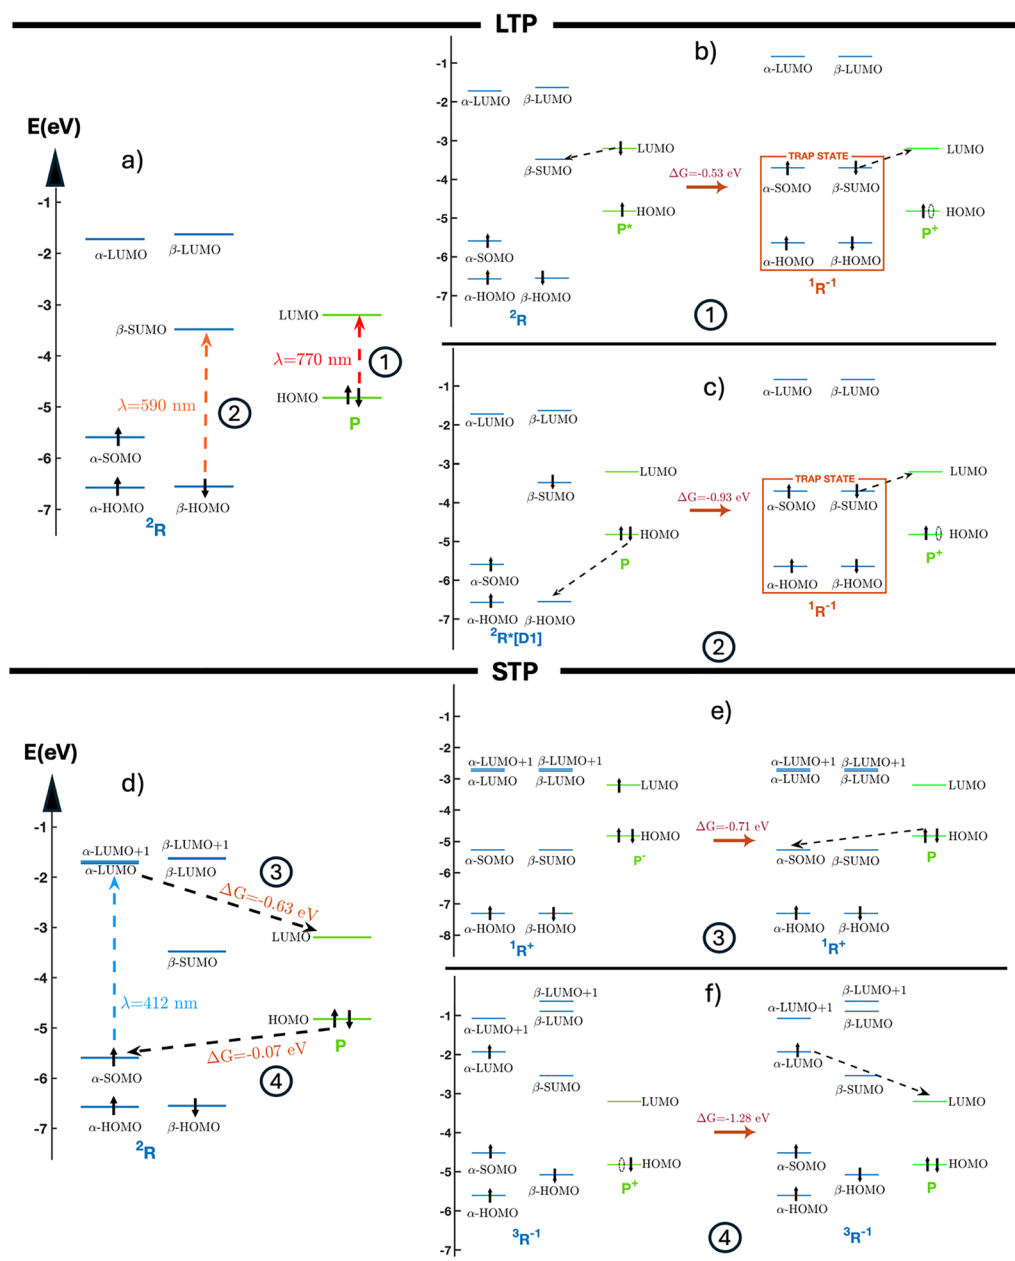 LTP
E(eV)
a)
-1
-2
-3
-4
-5
-6
-7
α-LUMO
β-LUMO
β-SUMO
λ=590 nm
2
α-SOMO
α-HOMO
β-HOMO
²R
LUMO
λ=770 nm
1
HOMO
P
b)
-1
-2
-3
-4
-5
-6
-7
α-LUMO
β-LUMO
β-SUMO
LUMO
HOMO
P*
α-SOMO
α-HOMO
β-HOMO
²R
ΔG=-0.53 eV
α-LUMO
β-LUMO
TRAP STATE
α-SOMO
β-SUMO
α-HOMO
β-HOMO
¹R⁻¹
LUMO
HOMO
P⁺
1
c)
-1
-2
-3
-4
-5
-6
-7
α-LUMO
β-LUMO
β-SUMO
LUMO
HOMO
P
α-SOMO
α-HOMO
β-HOMO
²R*[D1]
ΔG=-0.93 eV
α-LUMO
β-LUMO
TRAP STATE
α-SOMO
β-SUMO
α-HOMO
β-HOMO
¹R⁻¹
LUMO
HOMO
P⁺
2
STP
E(eV)
d)
-1
-2
-3
-4
-5
-6
-7
α-LUMO+1
α-LUMO
β-LUMO+1
β-LUMO
3
ΔG=-0.63 eV
LUMO
β-SUMO
λ=412 nm
HOMO
P
ΔG=-0.07 eV
4
α-SOMO
α-HOMO
β-HOMO
²R
e)
-1
-2
-3
-4
-5
-6
-7
-8
α-LUMO+1
α-LUMO
β-LUMO+1
β-LUMO
LUMO
HOMO
P⁻
α-SOMO
β-SUMO
α-HOMO
β-HOMO
¹R⁺
ΔG=-0.71 eV
α-LUMO+1
α-LUMO
β-LUMO+1
β-LUMO
LUMO
HOMO
P
α-SOMO
β-SUMO
α-HOMO
β-HOMO
¹R⁺
3
f)
-1
-2
-3
-4
-5
-6
-7
β-LUMO+1
β-LUMO
α-LUMO+1
α-LUMO
β-SUMO
LUMO
HOMO
P⁺
α-SOMO
β-HOMO
α-HOMO
³R⁻¹
ΔG=-1.28 eV
β-LUMO+1
α-LUMO+1
β-LUMO
α-LUMO
β-SUMO
LUMO
HOMO
P
α-SOMO
β-HOMO
α-HOMO
³R⁻¹
4